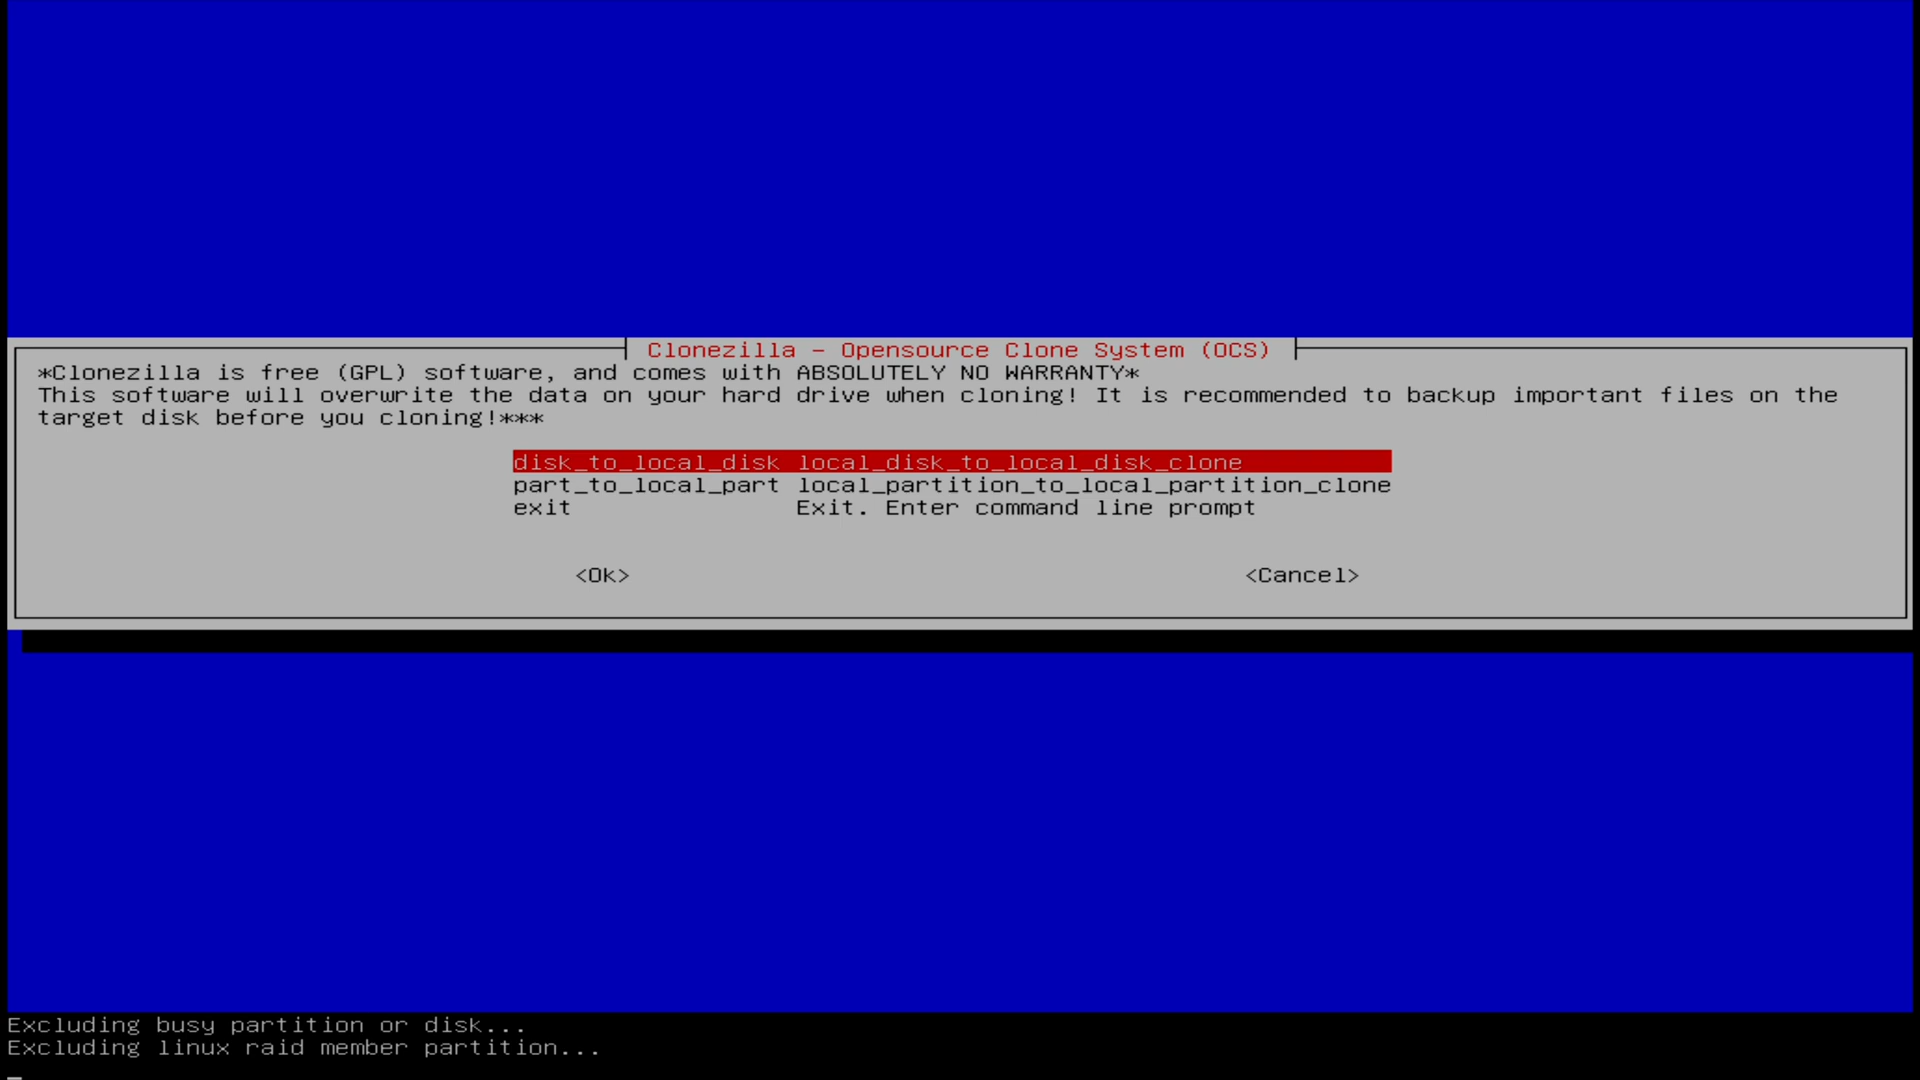 Clonezilla - Opensource Clone System (OCS)
*Clonezilla is free (GPL) software, and comes with ABSOLUTELY NO WARRANTY*
This software will overwrite the data on your hard drive when cloning! It is recommended to backup important files on the
target disk before you cloning!***
disk_to_local_disk local_disk_to_local_disk_clone
part_to_local_part local_partition_to_local_partition_clone
exit Exit. Enter command line prompt
<Ok> <Cancel>
Excluding busy partition or disk...
Excluding linux raid member partition...